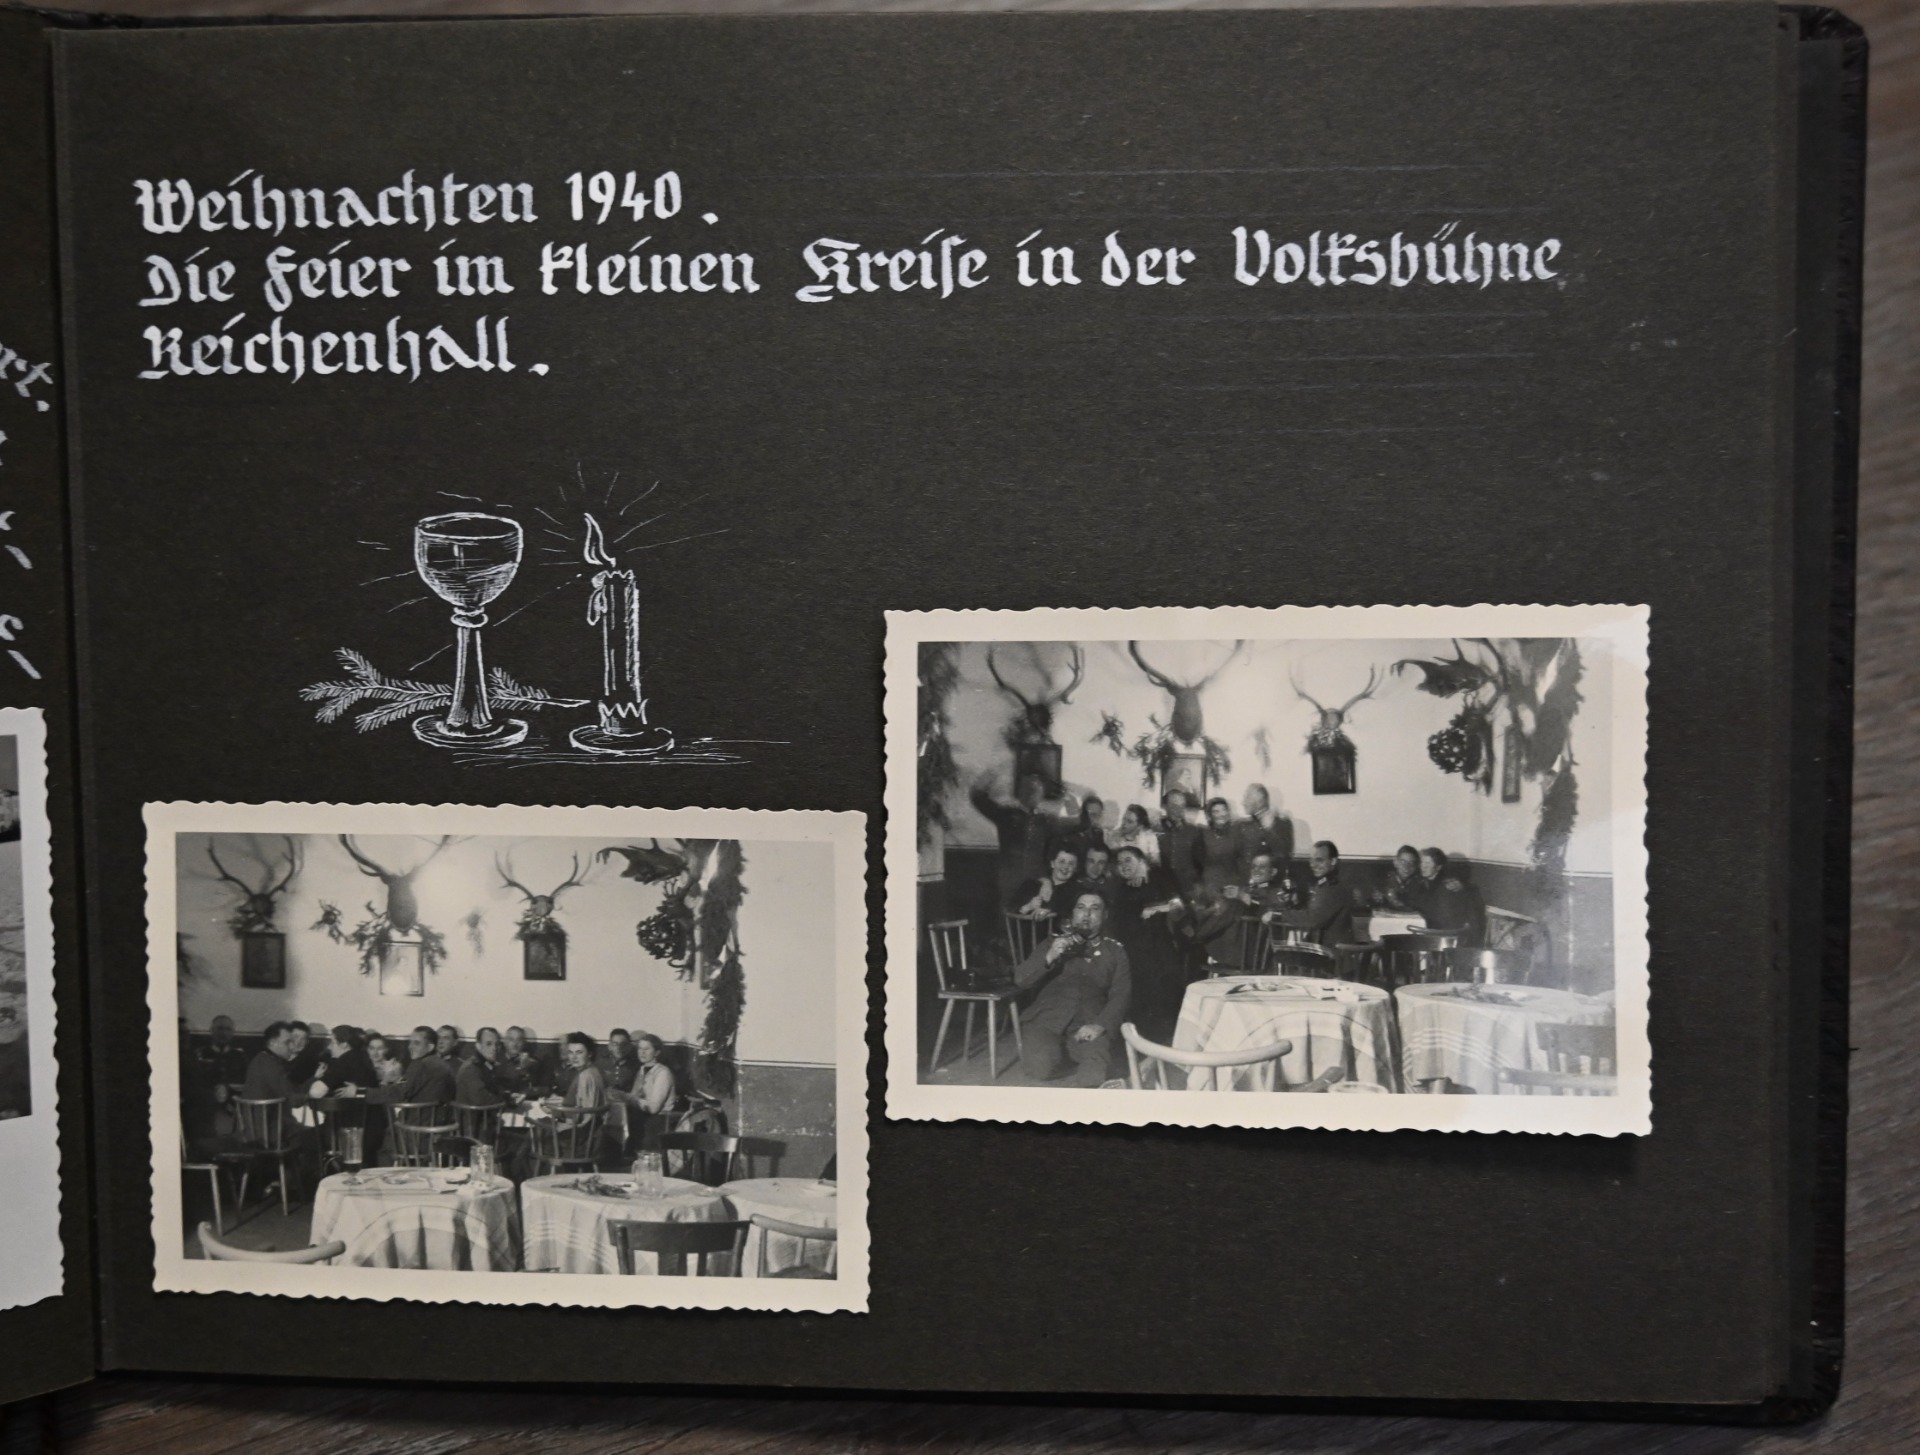 Weihnachten 1940.
Die Feier im kleinen Kreiſe in der Volksbühne
Reichenhall.